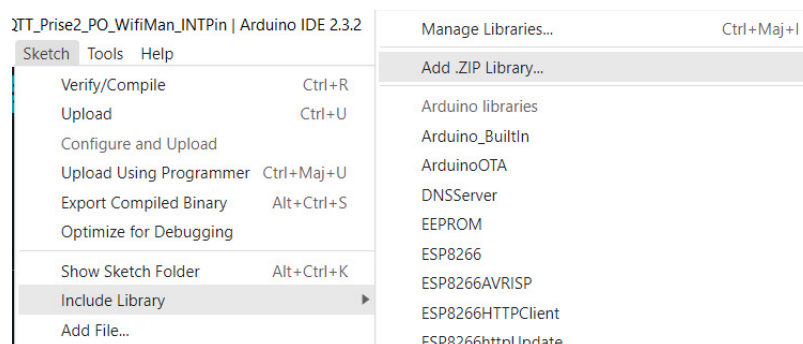 QTT_Prise2_PO_WifiMan_INTPin | Arduino IDE 2.3.2
Sketch Tools Help
Verify/Compile Ctrl+R
Upload Ctrl+U
Configure and Upload
Upload Using Programmer Ctrl+Maj+U
Export Compiled Binary Alt+Ctrl+S
Optimize for Debugging
Show Sketch Folder Alt+Ctrl+K
Include Library
Add File...
Manage Libraries... Ctrl+Maj+I
Add .ZIP Library...
Arduino libraries
Arduino_BuiltIn
ArduinoOTA
DNSServer
EEPROM
ESP8266
ESP8266AVRISP
ESP8266HTTPClient
ESP8266httpUpdate